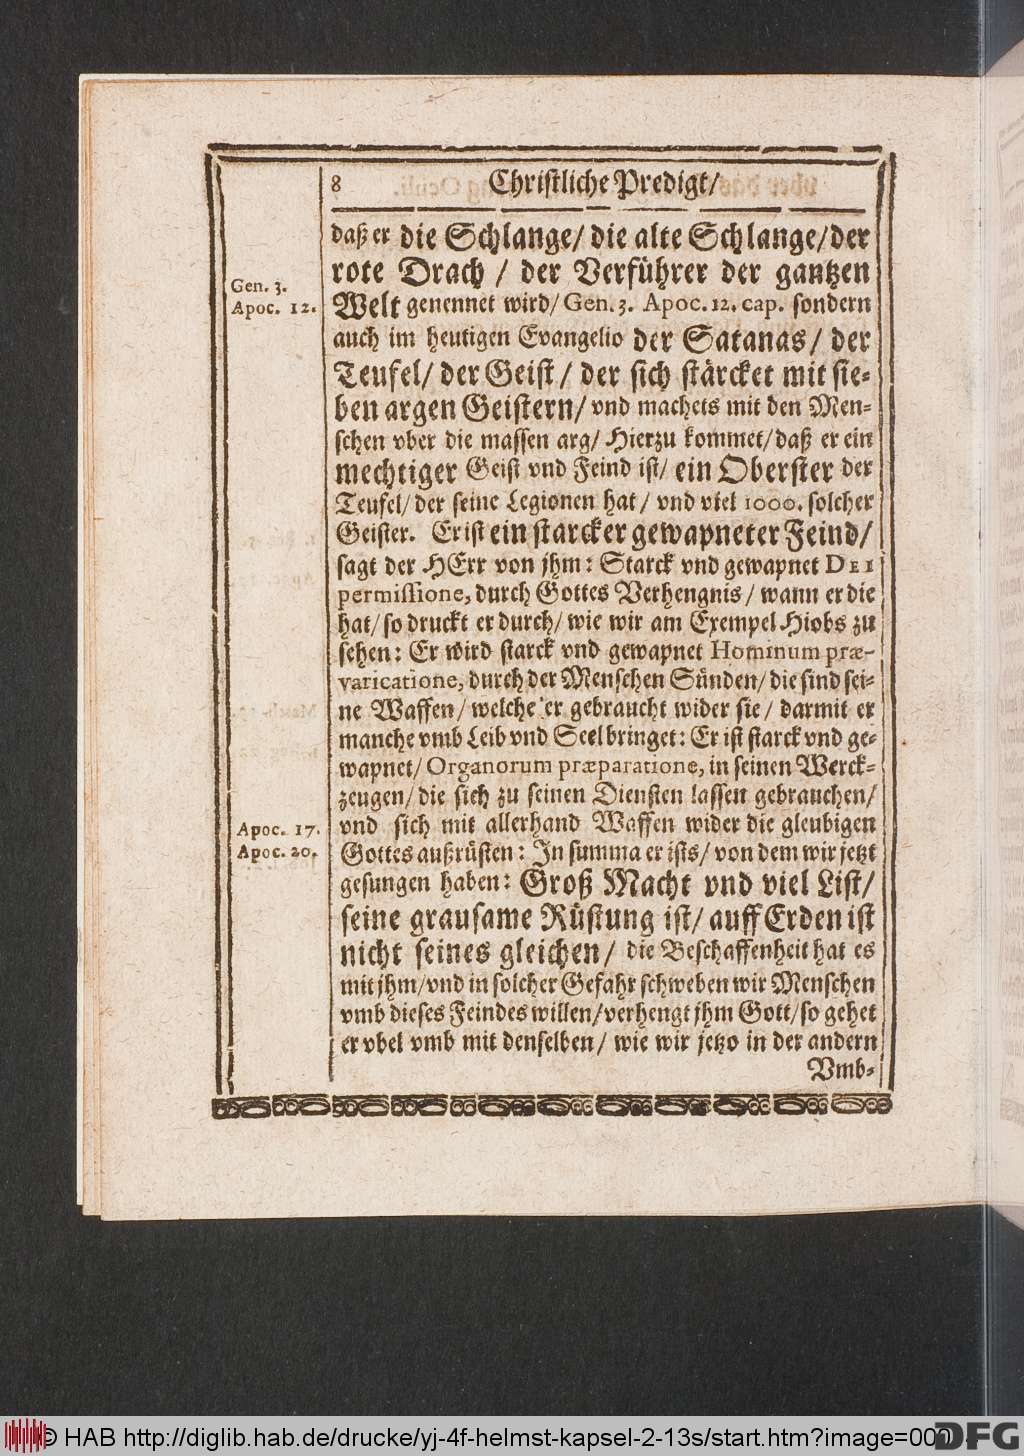 8 Christliche Predigt/
daß er die Schlange/ die alte Schlange/ der
rote Drach / der Verführer der gantzen
Gen. 3.
Apoc. 12.
Welt genennet wird/ Gen. 3. Apoc. 12. cap. sondern
auch im heutigen Evangelio der Satanas/ der
Teufel/ der Geist/ der sich stärcket mit sie-
ben argen Geistern/ vnd machets mit den Men-
schen vber die massen arg/ Hierzu kommet/ daß er ein
mechtiger Geist vnd Feind ist/ ein Oberster der
Teufel/ der seine Legionen hat/ vnd viel 1000. solcher
Geister. Er ist ein starcker gewapneter Feind/
sagt der HErr von jhm: Starck vnd gewapnet DEI
permissione, durch Gottes Verhengnis/ wann er die
hat/ so druckt er durch/ wie wir am Exempel Hiobs zu
sehen: Er wird starck vnd gewapnet Hominum præ-
varicatione, durch der Menschen Sünden/ die sind sei-
ne Waffen/ welche er gebraucht wider sie/ darmit er
manche vmb Leib vnd Seel bringet: Er ist starck vnd ge-
wapnet/ Organorum præparatione, in seinen Werck-
zeugen/ die sich zu seinen Diensten lassen gebrauchen/
Apoc. 17.
Apoc. 20.
vnd sich mit allerhand Waffen wider die gleubigen
Gottes außrüsten: In summa er ists/ von dem wir jetzt
gesungen haben: Groß Macht vnd viel List/
seine grausame Rüstung ist/ auff Erden ist
nicht seines gleichen/ die Beschaffenheit hat es
mit jhm/ vnd in solcher Gefahr schweben wir Menschen
vmb dieses Feindes willen/ verhengt jhm Gott/ so gehet
er vbel vmb mit denselben/ wie wir jetzo in der andern
Vmb-
© HAB http://diglib.hab.de/drucke/yj-4f-helmst-kapsel-2-13s/start.htm?image=000
DFG